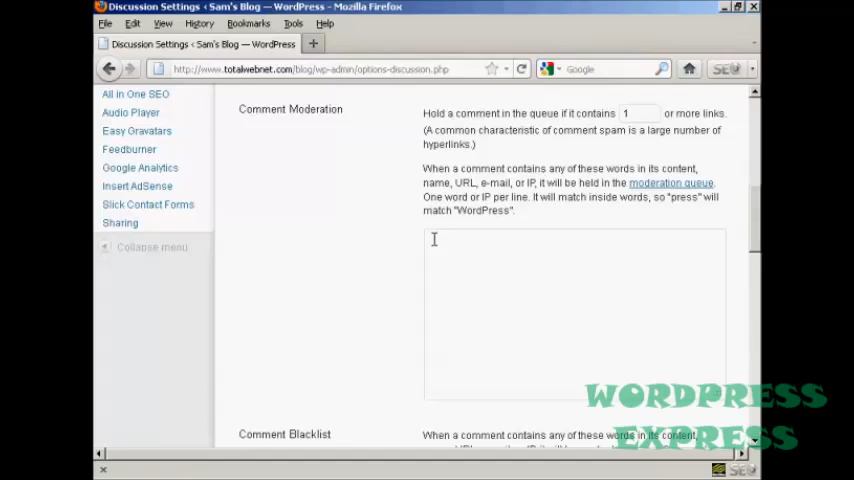 Discussion Settings ‹ Sam's Blog — WordPress - Mozilla Firefox
File Edit View History Bookmarks Tools Help
Discussion Settings ‹ Sam's Blog — WordPress
http://www.totalwebnet.com/blog/wp-admin/options-discussion.php
Google
SEO
All in One SEO
Audio Player
Easy Gravatars
Feedburner
Google Analytics
Insert AdSense
Slick Contact Forms
Sharing
Collapse menu
Comment Moderation
Hold a comment in the queue if it contains 1 or more links.
(A common characteristic of comment spam is a large number of
hyperlinks.)
When a comment contains any of these words in its content,
name, URL, e-mail, or IP, it will be held in the moderation queue.
One word or IP per line. It will match inside words, so "press" will
match "WordPress".
Comment Blacklist
When a comment contains any of these words in its content,
WORDPRESS
EXPRESS
SEO